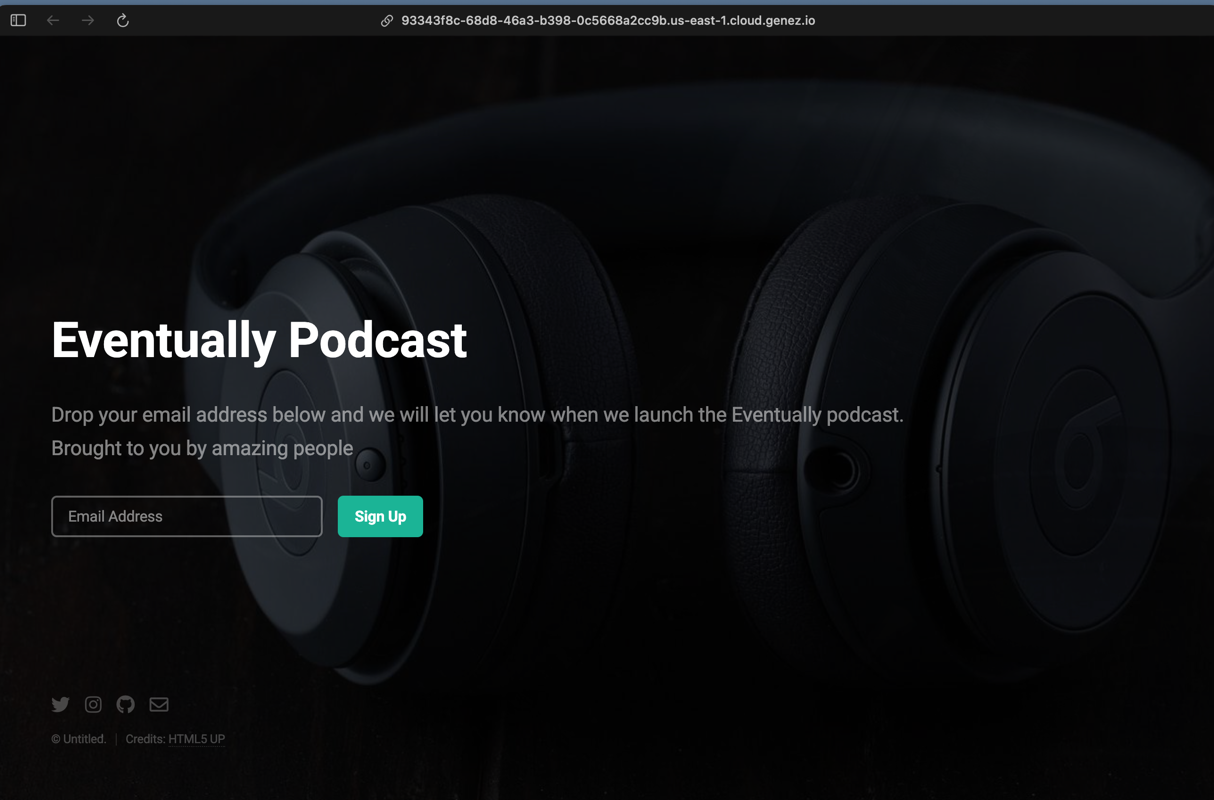 93343f8c-68d8-46a3-b398-0c5668a2cc9b.us-east-1.cloud.genez.io
Eventually Podcast
Drop your email address below and we will let you know when we launch the Eventually podcast.
Brought to you by amazing people
Email Address
Sign Up
© Untitled. | Credits: HTML5 UP